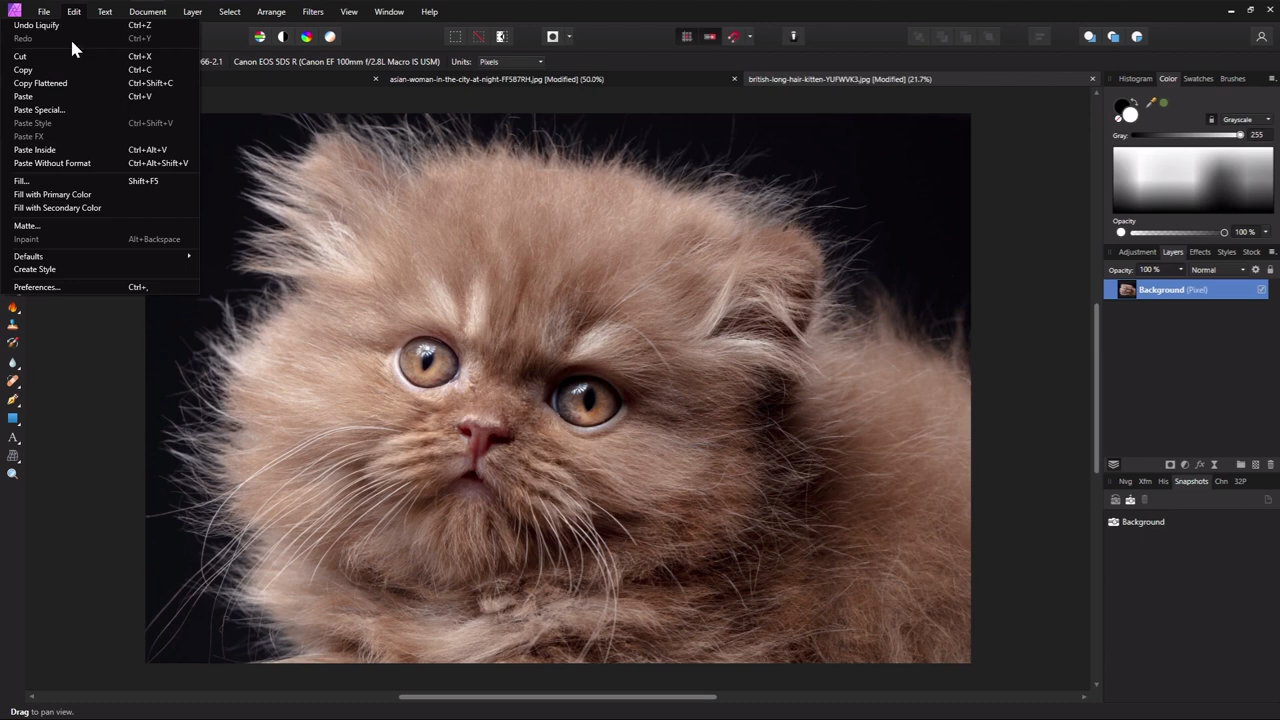 File Edit Text Document Layer Select Arrange Filters View Window Help
Undo Liquify Ctrl+Z
Redo Ctrl+Y
Cut Ctrl+X
Copy Ctrl+C
Copy Flattened Ctrl+Shift+C
Paste Ctrl+V
Paste Special...
Paste Style Ctrl+Shift+V
Paste FX
Paste Inside Ctrl+Alt+V
Paste Without Format Ctrl+Alt+Shift+V
Fill... Shift+F5
Fill with Primary Color
Fill with Secondary Color
Matte...
Inpaint Alt+Backspace
Defaults
Create Style
Preferences... Ctrl+,
66-2.1 Canon EOS 5DS R (Canon EF 100mm f/2.8L Macro IS USM) Units: Pixels
asian-woman-in-the-city-at-night-FF5B7RH.jpg [Modified] (50.0%)
british-long-hair-kitten-YUFWVK3.jpg [Modified] (21.7%)
Histogram Color Swatches Brushes
Grayscale
Gray: 255
Opacity
100 %
Adjustment Layers Effects Styles Stock
Opacity: 100 % Normal
Background (Pixel)
Nvg Xfm His Snapshots Chn 32P
Background
A
Drag to pan view.